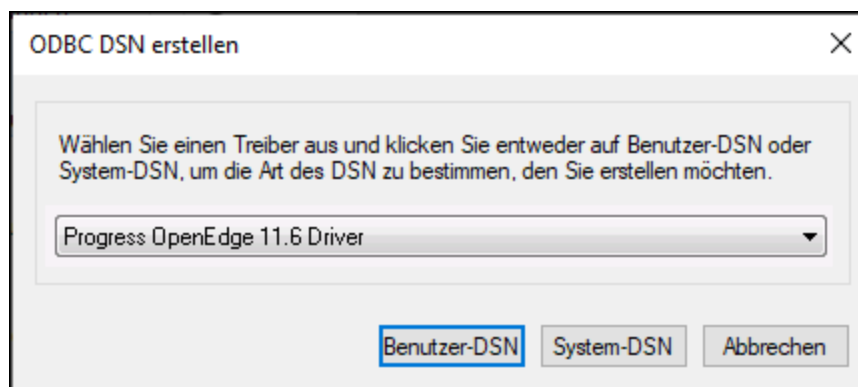 ODBC DSN erstellen
Wählen Sie einen Treiber aus und klicken Sie entweder auf Benutzer-DSN oder
System-DSN, um die Art des DSN zu bestimmen, den Sie erstellen möchten.
Progress OpenEdge 11.6 Driver
Benutzer-DSN System-DSN Abbrechen